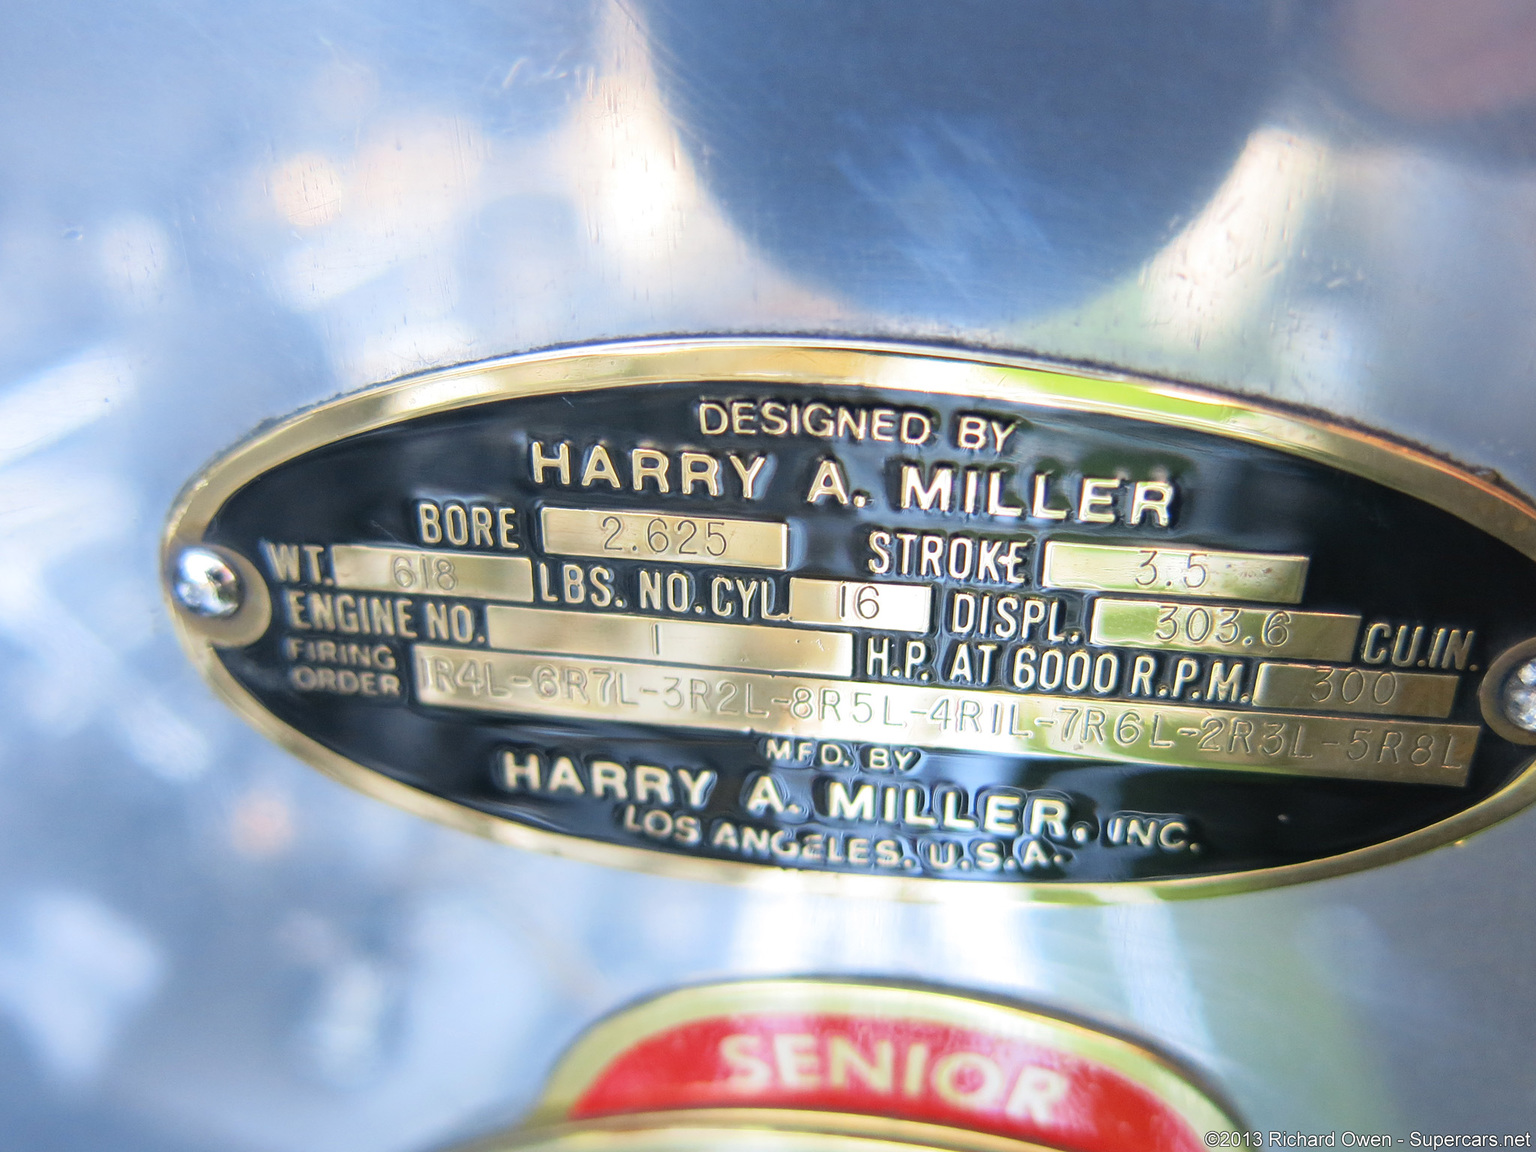 DESIGNED BY
HARRY A. MILLER
BORE 2.625 STROKE 3.5
WT. 618 LBS. NO. CYL. 16 DISPL. 303.6 CU.IN.
ENGINE NO. 1 H.P. AT 6000 R.P.M. 300
FIRING ORDER 1R4L-6R7L-3R2L-8R5L-4R1L-7R6L-2R3L-5R8L
MFD. BY
HARRY A. MILLER, INC.
LOS ANGELES, U.S.A.
SENIOR
©2013 Richard Owen - Supercars.net